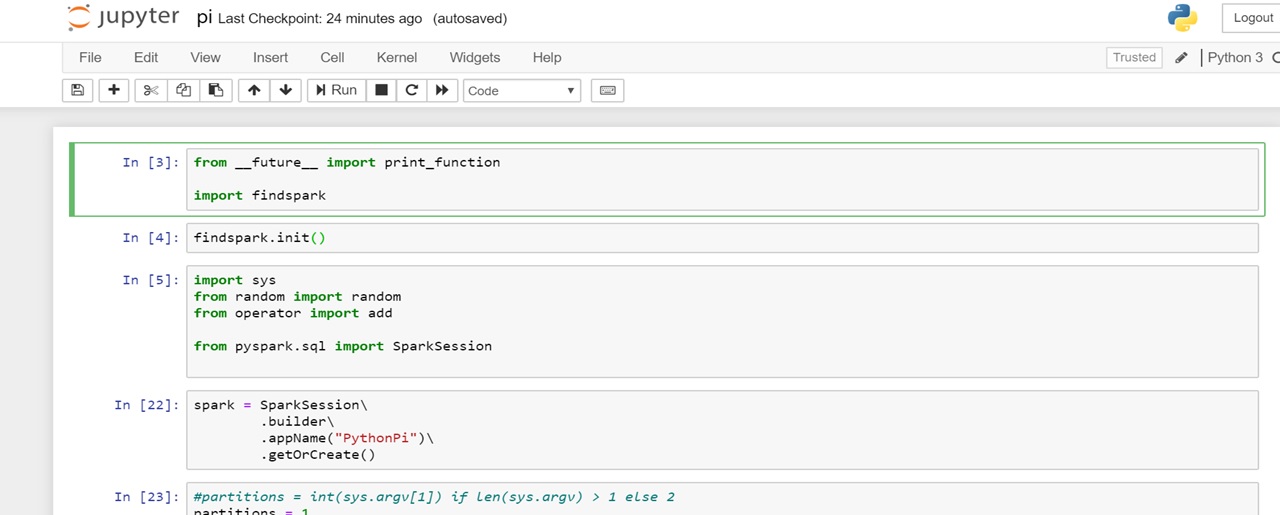 jupyter pi Last Checkpoint: 24 minutes ago (autosaved)
Logout
File Edit View Insert Cell Kernel Widgets Help
Trusted Python 3
Run Code
In [3]: from __future__ import print_function
import findspark
In [4]: findspark.init()
In [5]: import sys
from random import random
from operator import add
from pyspark.sql import SparkSession
In [22]: spark = SparkSession\
.builder\
.appName("PythonPi")\
.getOrCreate()
In [23]: #partitions = int(sys.argv[1]) if len(sys.argv) > 1 else 2
partitions = 1